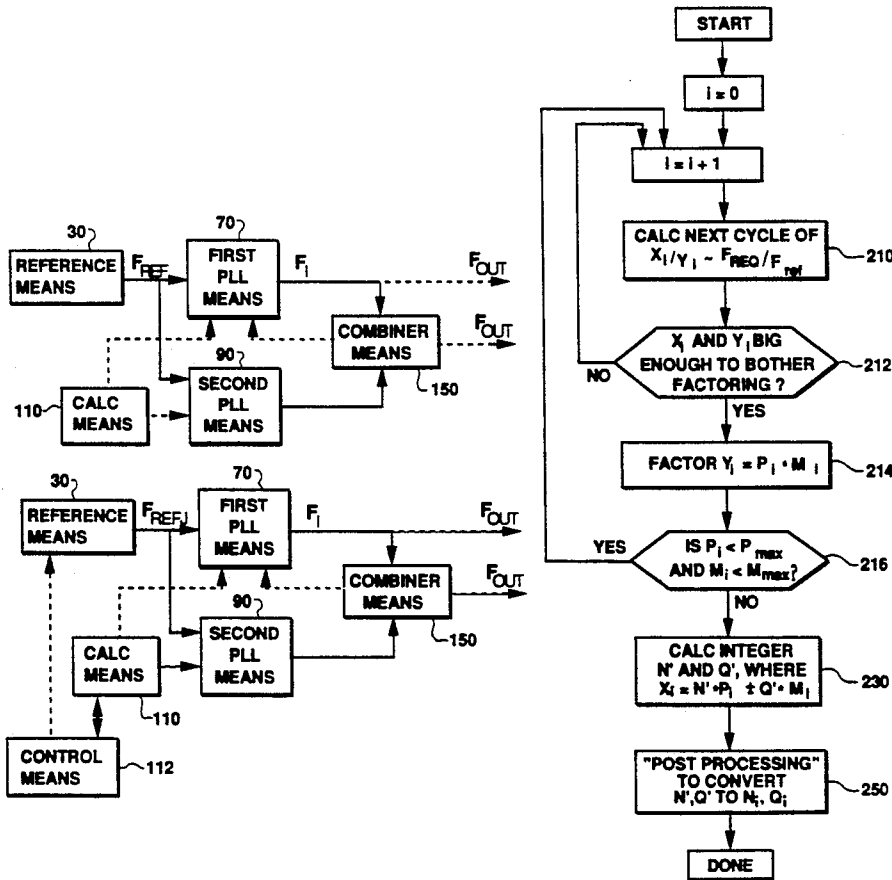 30
REFERENCE
MEANS
F_REF
70
FIRST
PLL
MEANS
F_i
F_OUT
COMBINER
MEANS
150
F_OUT
90
SECOND
PLL
MEANS
110
CALC
MEANS
30
REFERENCE
MEANS
F_REF,i
70
FIRST
PLL
MEANS
F_i
F_OUT
COMBINER
MEANS
150
F_OUT
90
SECOND
PLL
MEANS
CALC
MEANS
110
CONTROL
MEANS
112
START
i = 0
i = i + 1
CALC NEXT CYCLE OF
X_i/Y_i ~ F_REQ/F_ref
210
X_i AND Y_i BIG
ENOUGH TO BOTHER
FACTORING ?
212
NO
YES
FACTOR Y_i = P_i • M_i
214
IS P_i < P_max
AND M_i < M_max?
216
YES
NO
CALC INTEGER
N' AND Q', WHERE
X_i = N' • P_i ± Q' • M_i
230
"POST PROCESSING"
TO CONVERT
N',Q' TO N_i, Q_i
250
DONE